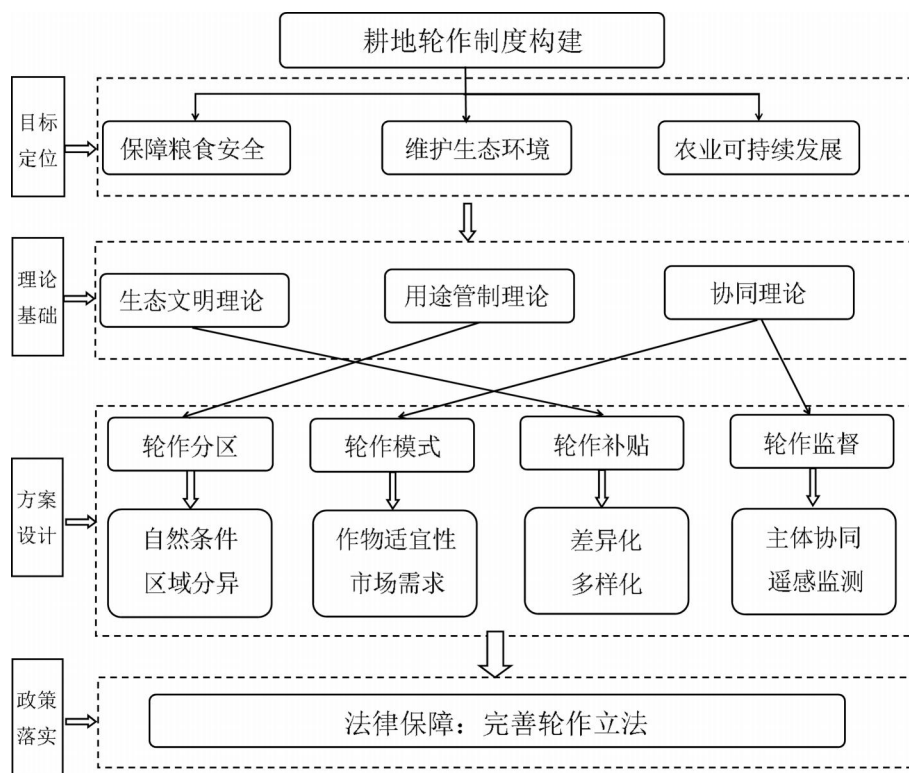 耕地轮作制度构建
目标
定位
保障粮食安全
维护生态环境
农业可持续发展
理论
基础
生态文明理论
用途管制理论
协同理论
方案
设计
轮作分区
轮作模式
轮作补贴
轮作监督
自然条件
区域分异
作物适宜性
市场需求
差异化
多样化
主体协同
遥感监测
政策
落实
法律保障：完善轮作立法